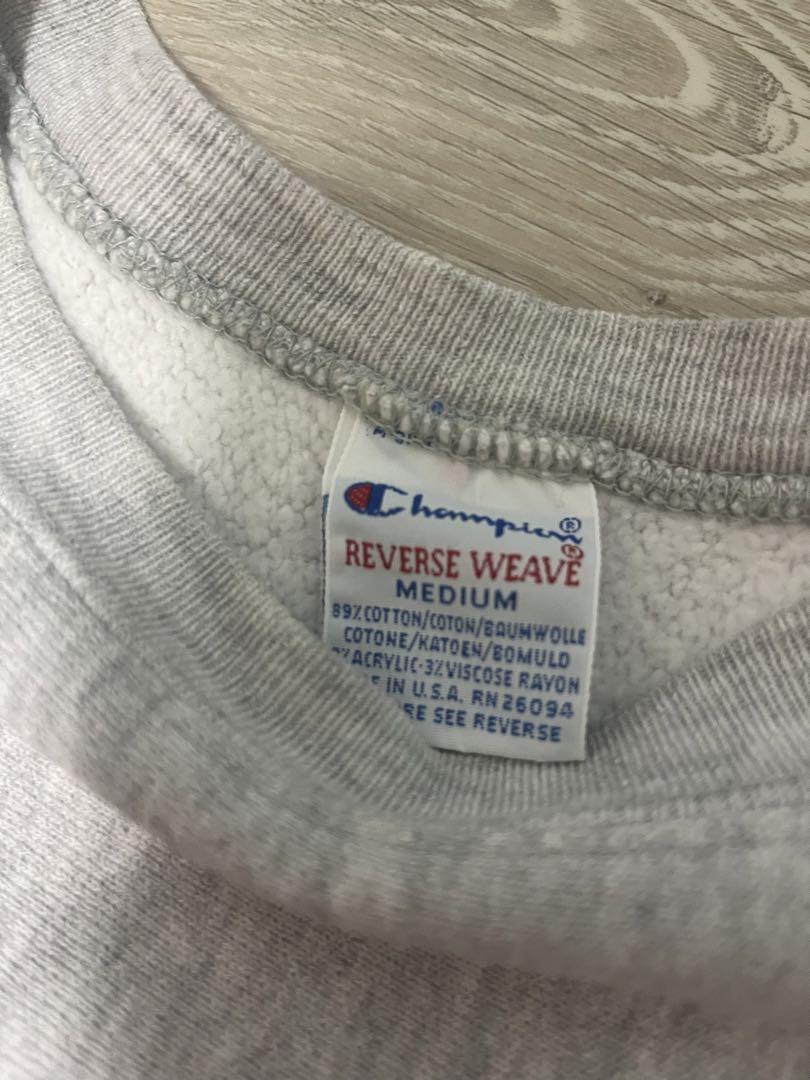 Champion®
REVERSE WEAVE®
MEDIUM
89% COTTON/COTON/BAUMWOLLE
COTONE/KATOEN/BOMULD
% ACRYLIC-3% VISCOSE RAYON
E IN U.S.A. RN 26094
RE SEE REVERSE